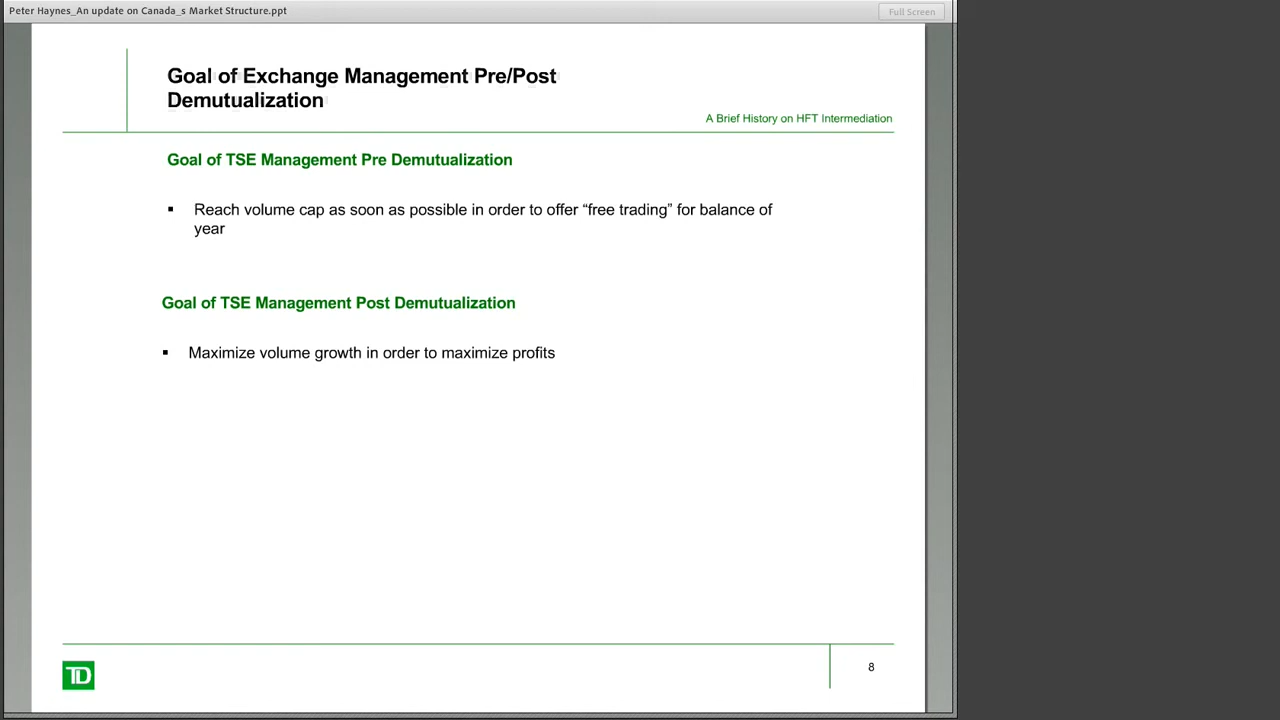 Peter Haynes_An update on Canada_s Market Structure.ppt
Full Screen
Goal of Exchange Management Pre/Post
Demutualization
A Brief History on HFT Intermediation
Goal of TSE Management Pre Demutualization
▪ Reach volume cap as soon as possible in order to offer “free trading” for balance of
year
Goal of TSE Management Post Demutualization
▪ Maximize volume growth in order to maximize profits
TD
8